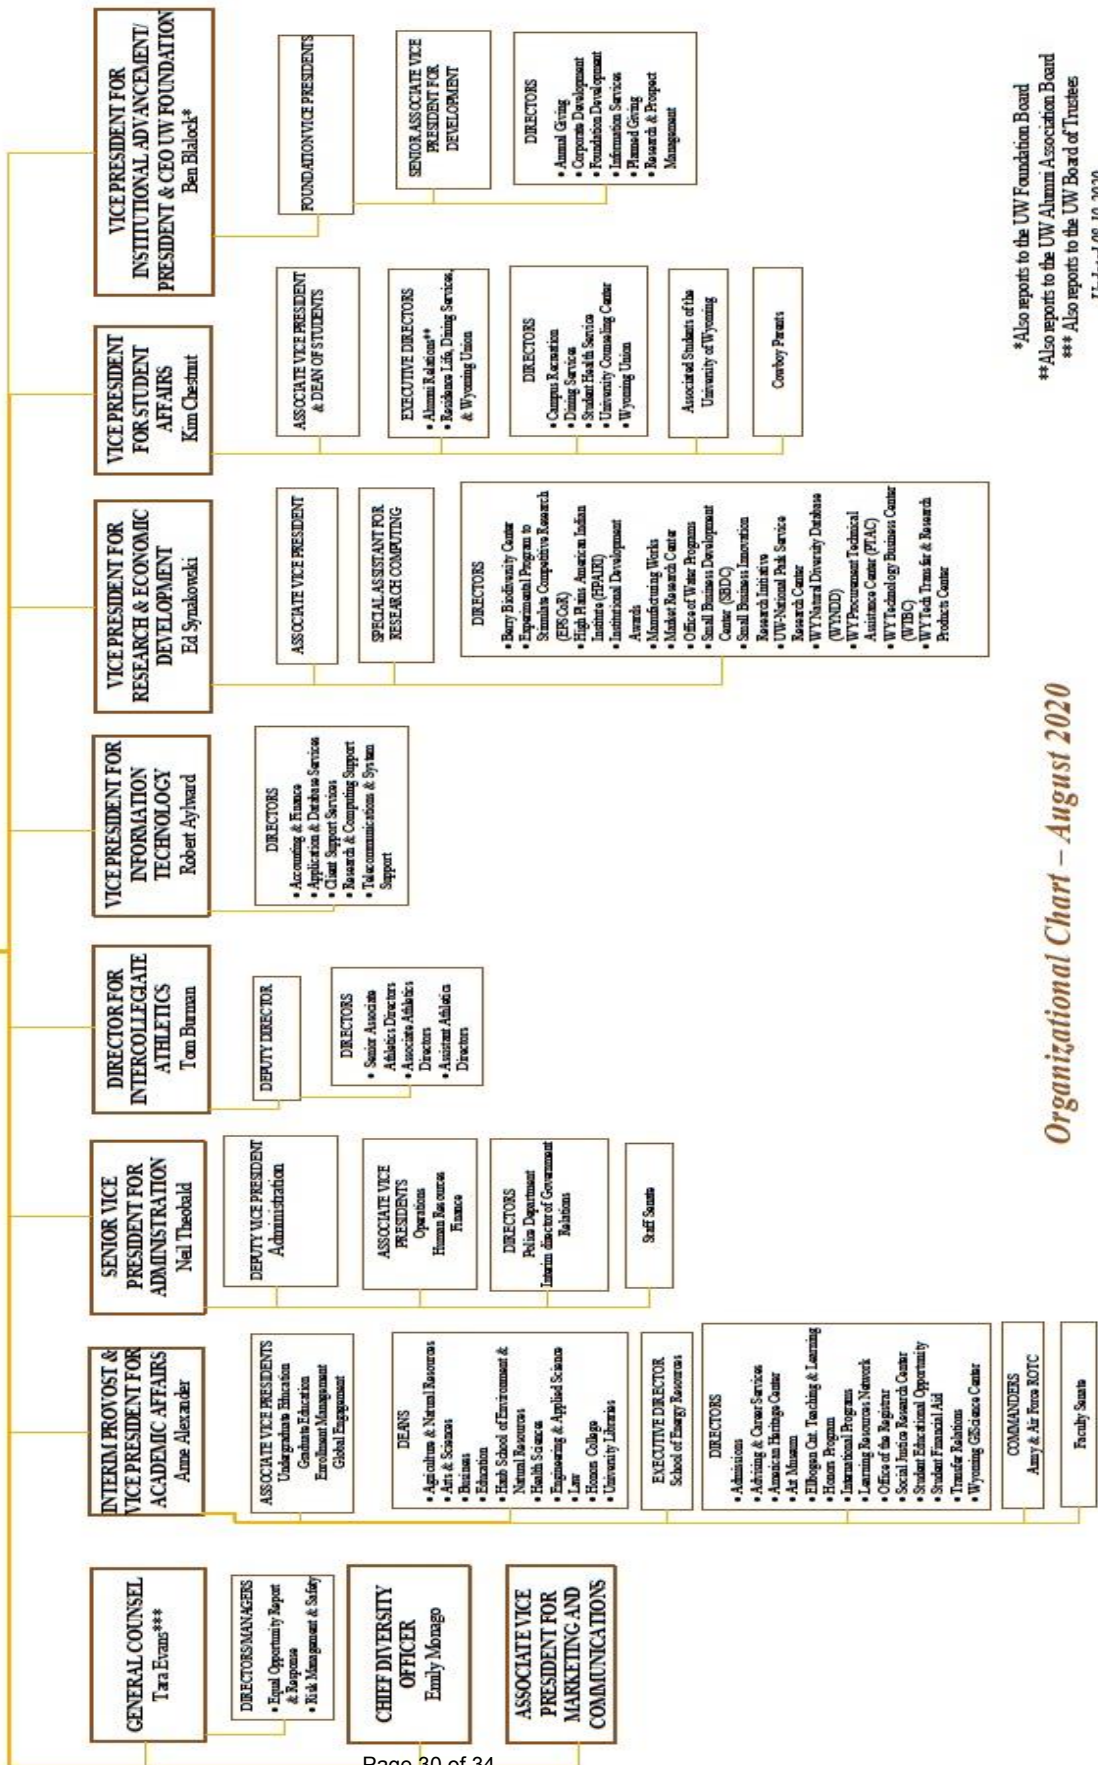 GENERAL COUNSEL
Tara Evans***
DIRECTORS/MANAGERS
• Equal Opportunity Report
& Response
• Risk Management & Safety
CHIEF DIVERSITY
OFFICER
Emily Monago
ASSOCIATE VICE
PRESIDENT FOR
MARKETING AND
COMMUNICATIONS
INTERIM PROVOST &
VICE PRESIDENT FOR
ACADEMIC AFFAIRS
Anne Alexander
ASSOCIATE VICE PRESIDENTS
Undergraduate Education
Graduate Education
Enrollment Management
Global Engagement
DEANS
• Agriculture & Natural Resources
• Arts & Sciences
• Business
• Education
• Haub School of Environment &
Natural Resources
• Health Sciences
• Engineering & Applied Science
• Law
• Honors College
• University Libraries
EXECUTIVE DIRECTOR
School of Energy Resources
DIRECTORS
• Admissions
• Advising & Career Services
• American Heritage Center
• Art Museum
• Ellbogen Cnt. Teaching & Learning
• Honors Program
• International Programs
• Learning Resources Network
• Office of the Registrar
• Social Justice Research Center
• Student Educational Opportunity
• Student Financial Aid
• Transfer Relations
• Wyoming GIScience Center
COMMANDERS
Army & Air Force ROTC
Faculty Senate
SENIOR VICE
PRESIDENT FOR
ADMINISTRATION
Neil Theobald
DEPUTY VICE PRESIDENT
Administration
ASSOCIATE VICE
PRESIDENTS
Operations
Human Resources
Finance
DIRECTORS
Police Department
Interim director of Government
Relations
Staff Senate
DIRECTOR FOR
INTERCOLLEGIATE
ATHLETICS
Tom Burman
DEPUTY DIRECTOR
DIRECTORS
• Senior Associate
Athletics Directors
• Associate Athletics
Directors
• Assistant Athletics
Directors
VICE PRESIDENT FOR
INFORMATION
TECHNOLOGY
Robert Aylward
DIRECTORS
• Accounting & Finance
• Application & Database Services
• Client Support Services
• Research & Computing Support
• Telecommunications & System
Support
VICE PRESIDENT FOR
RESEARCH & ECONOMIC
DEVELOPMENT
Ed Synakowski
ASSOCIATE VICE PRESIDENT
SPECIAL ASSISTANT FOR
RESEARCH COMPUTING
DIRECTORS
• Berry Biodiversity Center
• Experimental Program to
Stimulate Competitive Research
(EPSCoR)
• High Plains American Indian
Institute (HPAIRI)
• Institutional Development
Awards
• Manufacturing Works
• Market Research Center
• Office of Water Programs
• Small Business Development
Center (SBDC)
• Small Business Innovation
Research Initiative
• UW-National Park Service
Research Center
• WY Natural Diversity Database
(WYNDD)
• WY Procurement Technical
Assistance Center (PTAC)
• WY Technology Business Center
(WTBC)
• WY Tech Transfer & Research
Products Center
VICE PRESIDENT
FOR STUDENT
AFFAIRS
Kim Chestnut
ASSOCIATE VICE PRESIDENT
& DEAN OF STUDENTS
EXECUTIVE DIRECTORS
• Alumni Relations**
• Residence Life, Dining Services,
& Wyoming Union
DIRECTORS
• Campus Recreation
• Dining Services
• Student Health Service
• University Counseling Center
• Wyoming Union
Associated Students of the
University of Wyoming
Cowboy Parents
VICE PRESIDENT FOR
INSTITUTIONAL ADVANCEMENT/
PRESIDENT & CEO UW FOUNDATION
Ben Blalock*
FOUNDATION VICE PRESIDENTS
SENIOR ASSOCIATE VICE
PRESIDENT FOR
DEVELOPMENT
DIRECTORS
• Annual Giving
• Corporate Development
• Foundation Development
• Information Services
• Planned Giving
• Research & Prospect
Management
Organizational Chart – August 2020
*Also reports to the UW Foundation Board
**Also reports to the UW Alumni Association Board
*** Also reports to the UW Board of Trustees
Updated 08-10-2020
Page 30 of 34